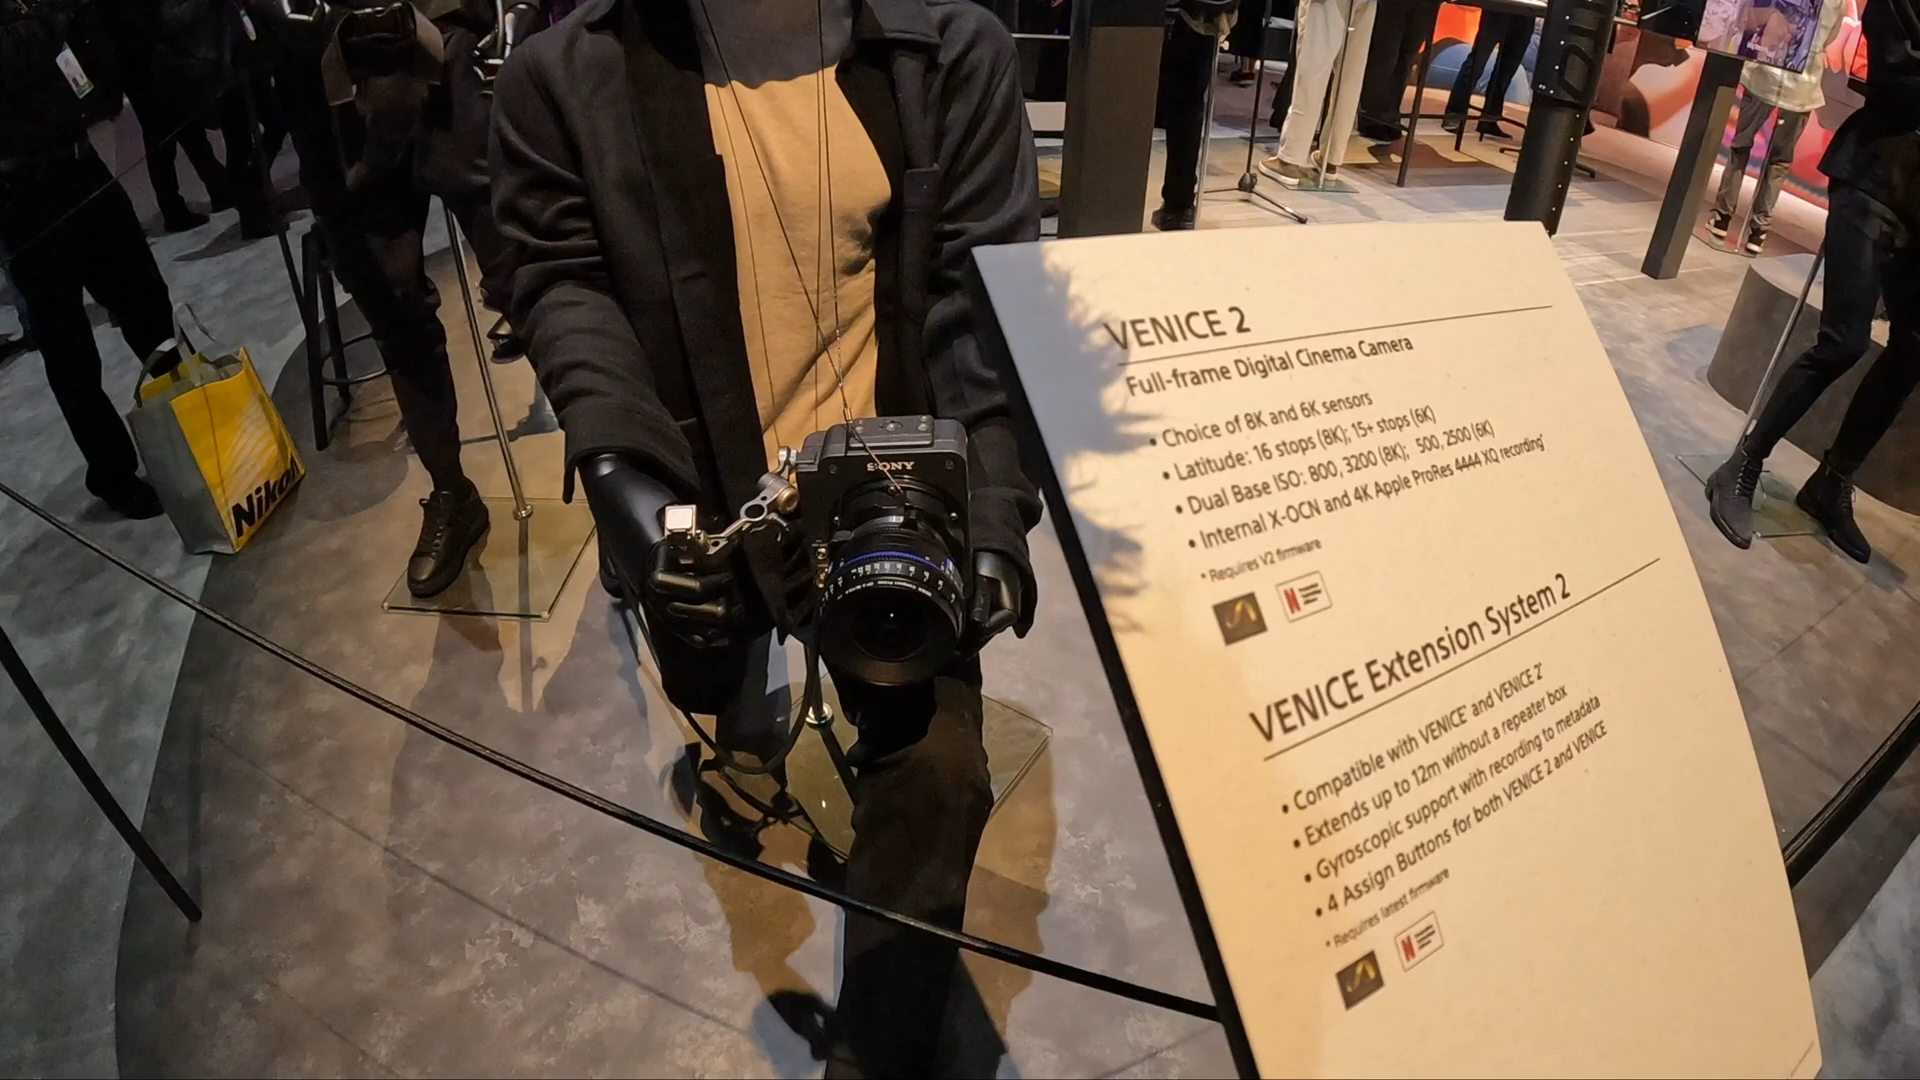 VENICE 2
Full-frame Digital Cinema Camera
• Choice of 8K and 6K sensors
• Latitude: 16 stops (8K); 15+ stops (6K)
• Dual Base ISO: 800, 3200 (8K); 500, 2500 (6K)
• Internal X-OCN and 4K Apple ProRes 4444 XQ recording*
* Requires V2 firmware
N
VENICE Extension System 2
• Compatible with VENICE* and VENICE 2*
• Extends up to 12m without a repeater box
• Gyroscopic support with recording to metadata
• 4 Assign Buttons for both VENICE 2 and VENICE
* Requires latest firmware
N
SONY
Nikon